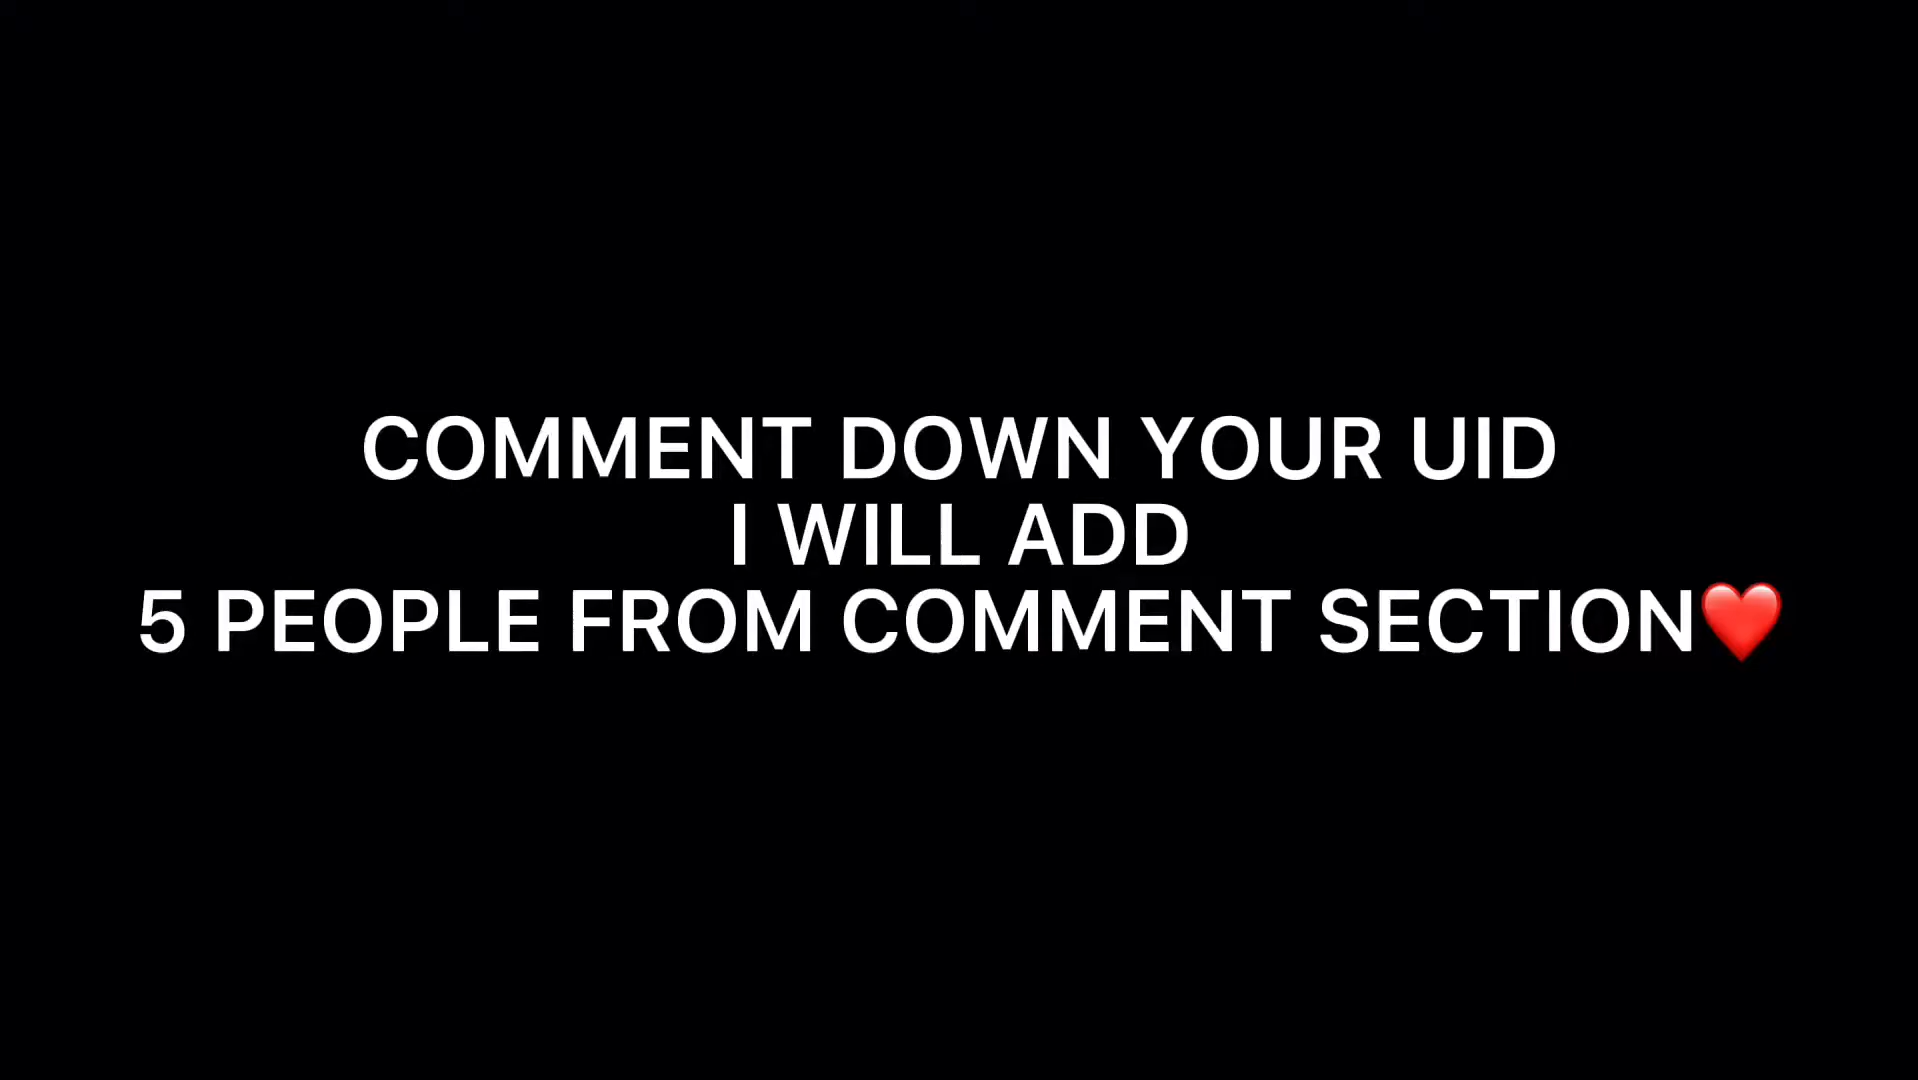 COMMENT DOWN YOUR UID
I WILL ADD
5 PEOPLE FROM COMMENT SECTION❤️